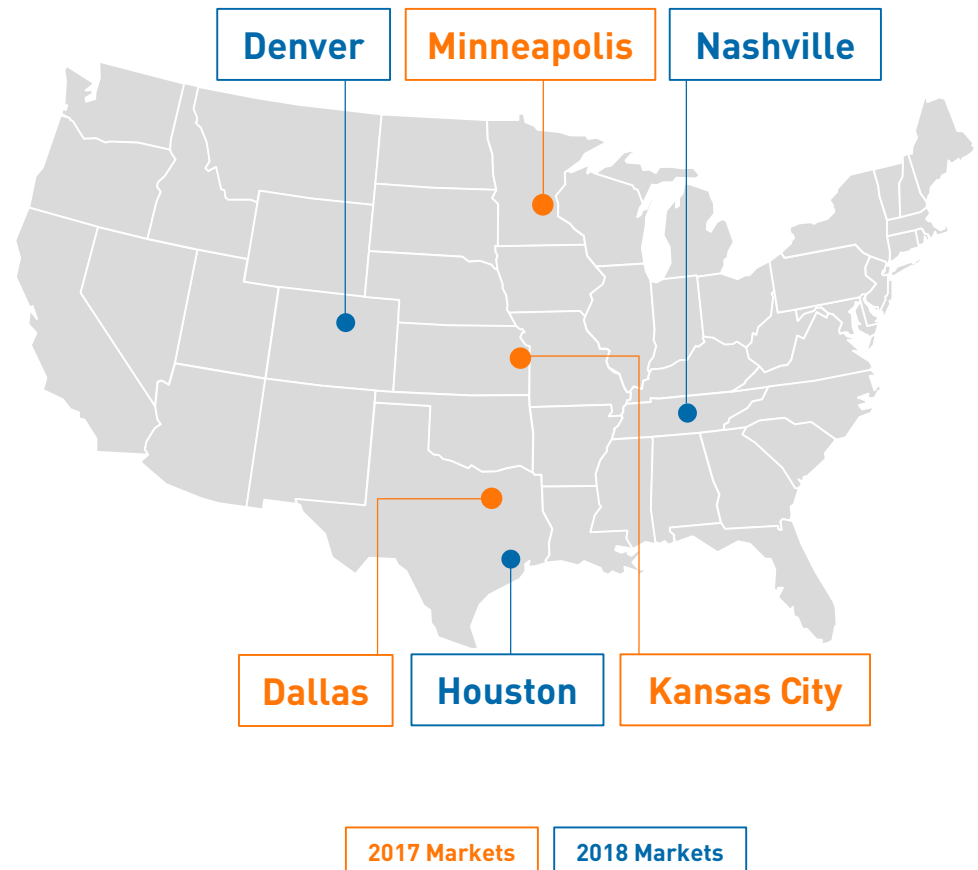 Denver
Minneapolis
Nashville
Dallas
Houston
Kansas City
2017 Markets
2018 Markets